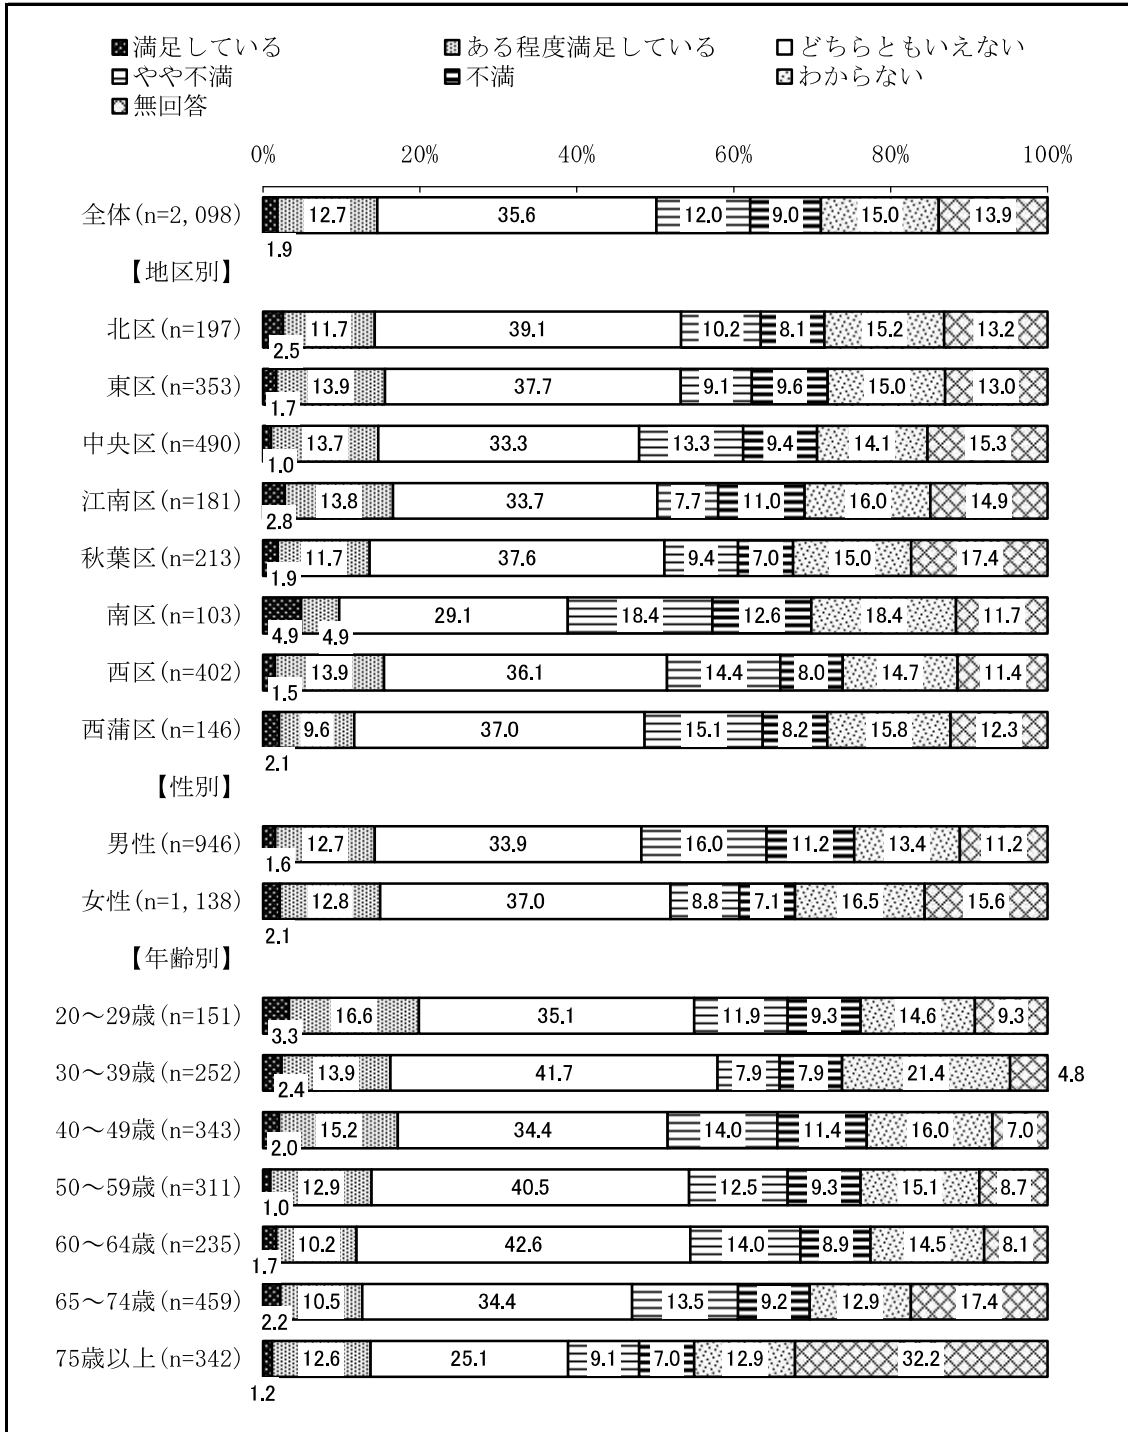 満足している ある程度満足している どちらともいえない
やや不満 不満 わからない
無回答
0% 20% 40% 60% 80% 100%
全体(n=2,098) 12.7 35.6 12.0 9.0 15.0 13.9
1.9
【地区別】
北区(n=197) 11.7 39.1 10.2 8.1 15.2 13.2
2.5
東区(n=353) 13.9 37.7 9.1 9.6 15.0 13.0
1.7
中央区(n=490) 13.7 33.3 13.3 9.4 14.1 15.3
1.0
江南区(n=181) 13.8 33.7 7.7 11.0 16.0 14.9
2.8
秋葉区(n=213) 11.7 37.6 9.4 7.0 15.0 17.4
1.9
南区(n=103) 29.1 18.4 12.6 18.4 11.7
4.9 4.9
西区(n=402) 13.9 36.1 14.4 8.0 14.7 11.4
1.5
西蒲区(n=146) 9.6 37.0 15.1 8.2 15.8 12.3
2.1
【性別】
男性(n=946) 12.7 33.9 16.0 11.2 13.4 11.2
1.6
女性(n=1,138) 12.8 37.0 8.8 7.1 16.5 15.6
2.1
【年齢別】
20～29歳(n=151) 16.6 35.1 11.9 9.3 14.6 9.3
3.3
30～39歳(n=252) 13.9 41.7 7.9 7.9 21.4 4.8
2.4
40～49歳(n=343) 15.2 34.4 14.0 11.4 16.0 7.0
2.0
50～59歳(n=311) 12.9 40.5 12.5 9.3 15.1 8.7
1.0
60～64歳(n=235) 10.2 42.6 14.0 8.9 14.5 8.1
1.7
65～74歳(n=459) 10.5 34.4 13.5 9.2 12.9 17.4
2.2
75歳以上(n=342) 12.6 25.1 9.1 7.0 12.9 32.2
1.2